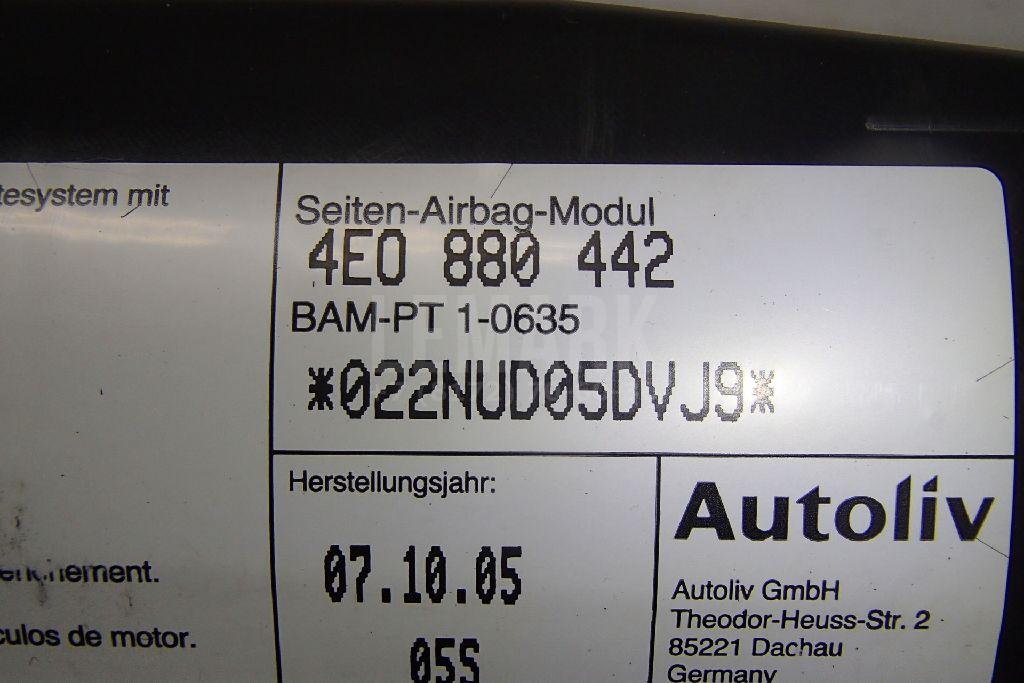 tesystem mit
Seiten-Airbag-Modul
4E0 880 442
BAM-PT 1-0635
LEMARK
*022NUD05DVJ9*
Herstellungsjahr:
07.10.05
05S
Autoliv
Autoliv GmbH
Theodor-Heuss-Str. 2
85221 Dachau
Germany
culos de motor.